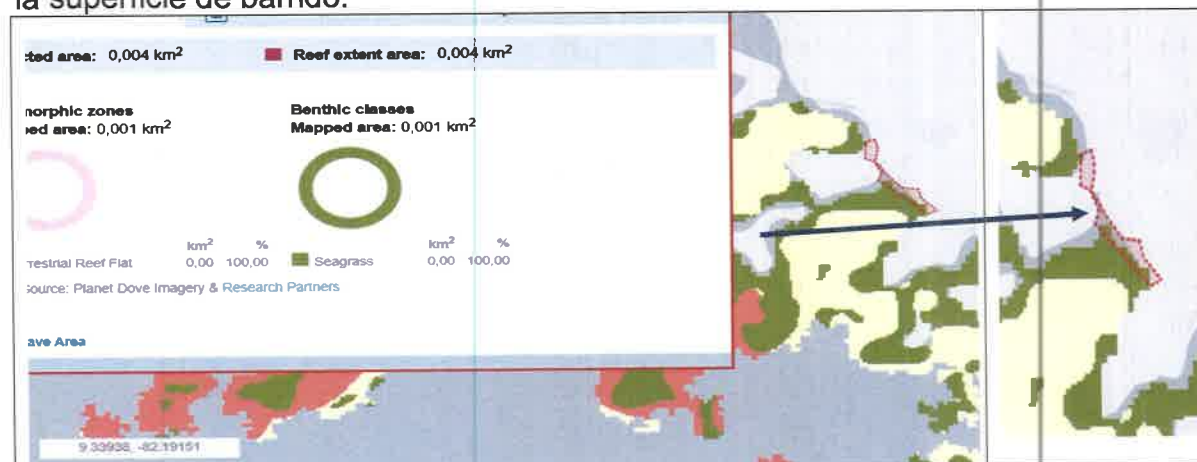 la superficie de barrido.
cted area: 0,004 km²
Reef extent area: 0,004 km²
norphic zones
ped area: 0,001 km²
Benthic classes
Mapped area: 0,001 km²
km² %
restrial Reef Flat 0,00 100,00
km² %
Seagrass 0,00 100,00
Source: Planet Dove Imagery & Research Partners
ave Area
9.33938, -82.19151